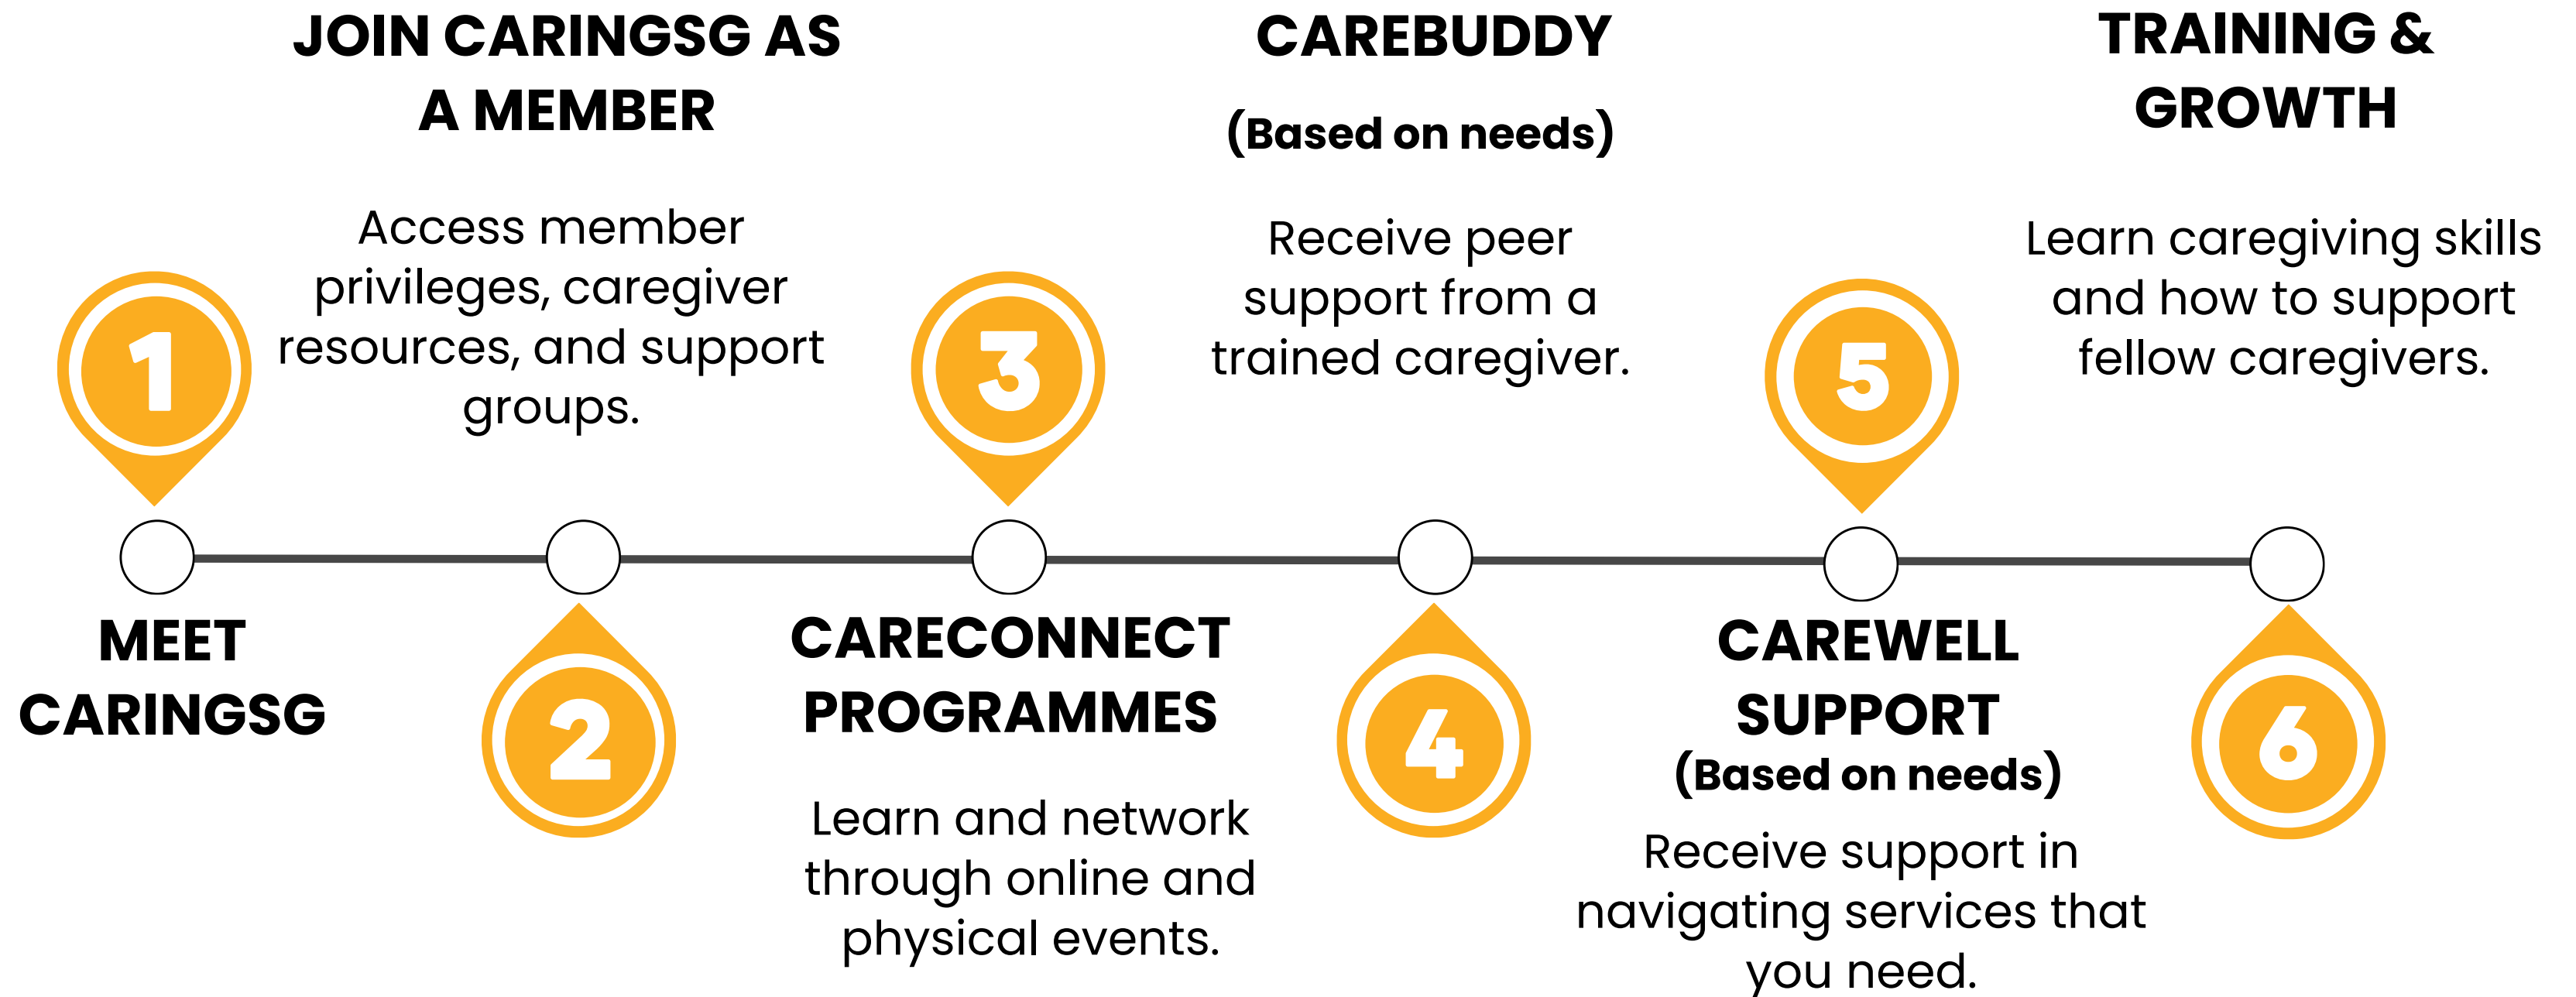 1
MEET
CARINGSG
JOIN CARINGSG AS
A MEMBER
Access member
privileges, caregiver
resources, and support
groups.
2
3
CARECONNECT
PROGRAMMES
Learn and network
through online and
physical events.
CAREBUDDY
(Based on needs)
Receive peer
support from a
trained caregiver.
4
5
CAREWELL
SUPPORT
(Based on needs)
Receive support in
navigating services that
you need.
TRAINING &
GROWTH
Learn caregiving skills
and how to support
fellow caregivers.
6